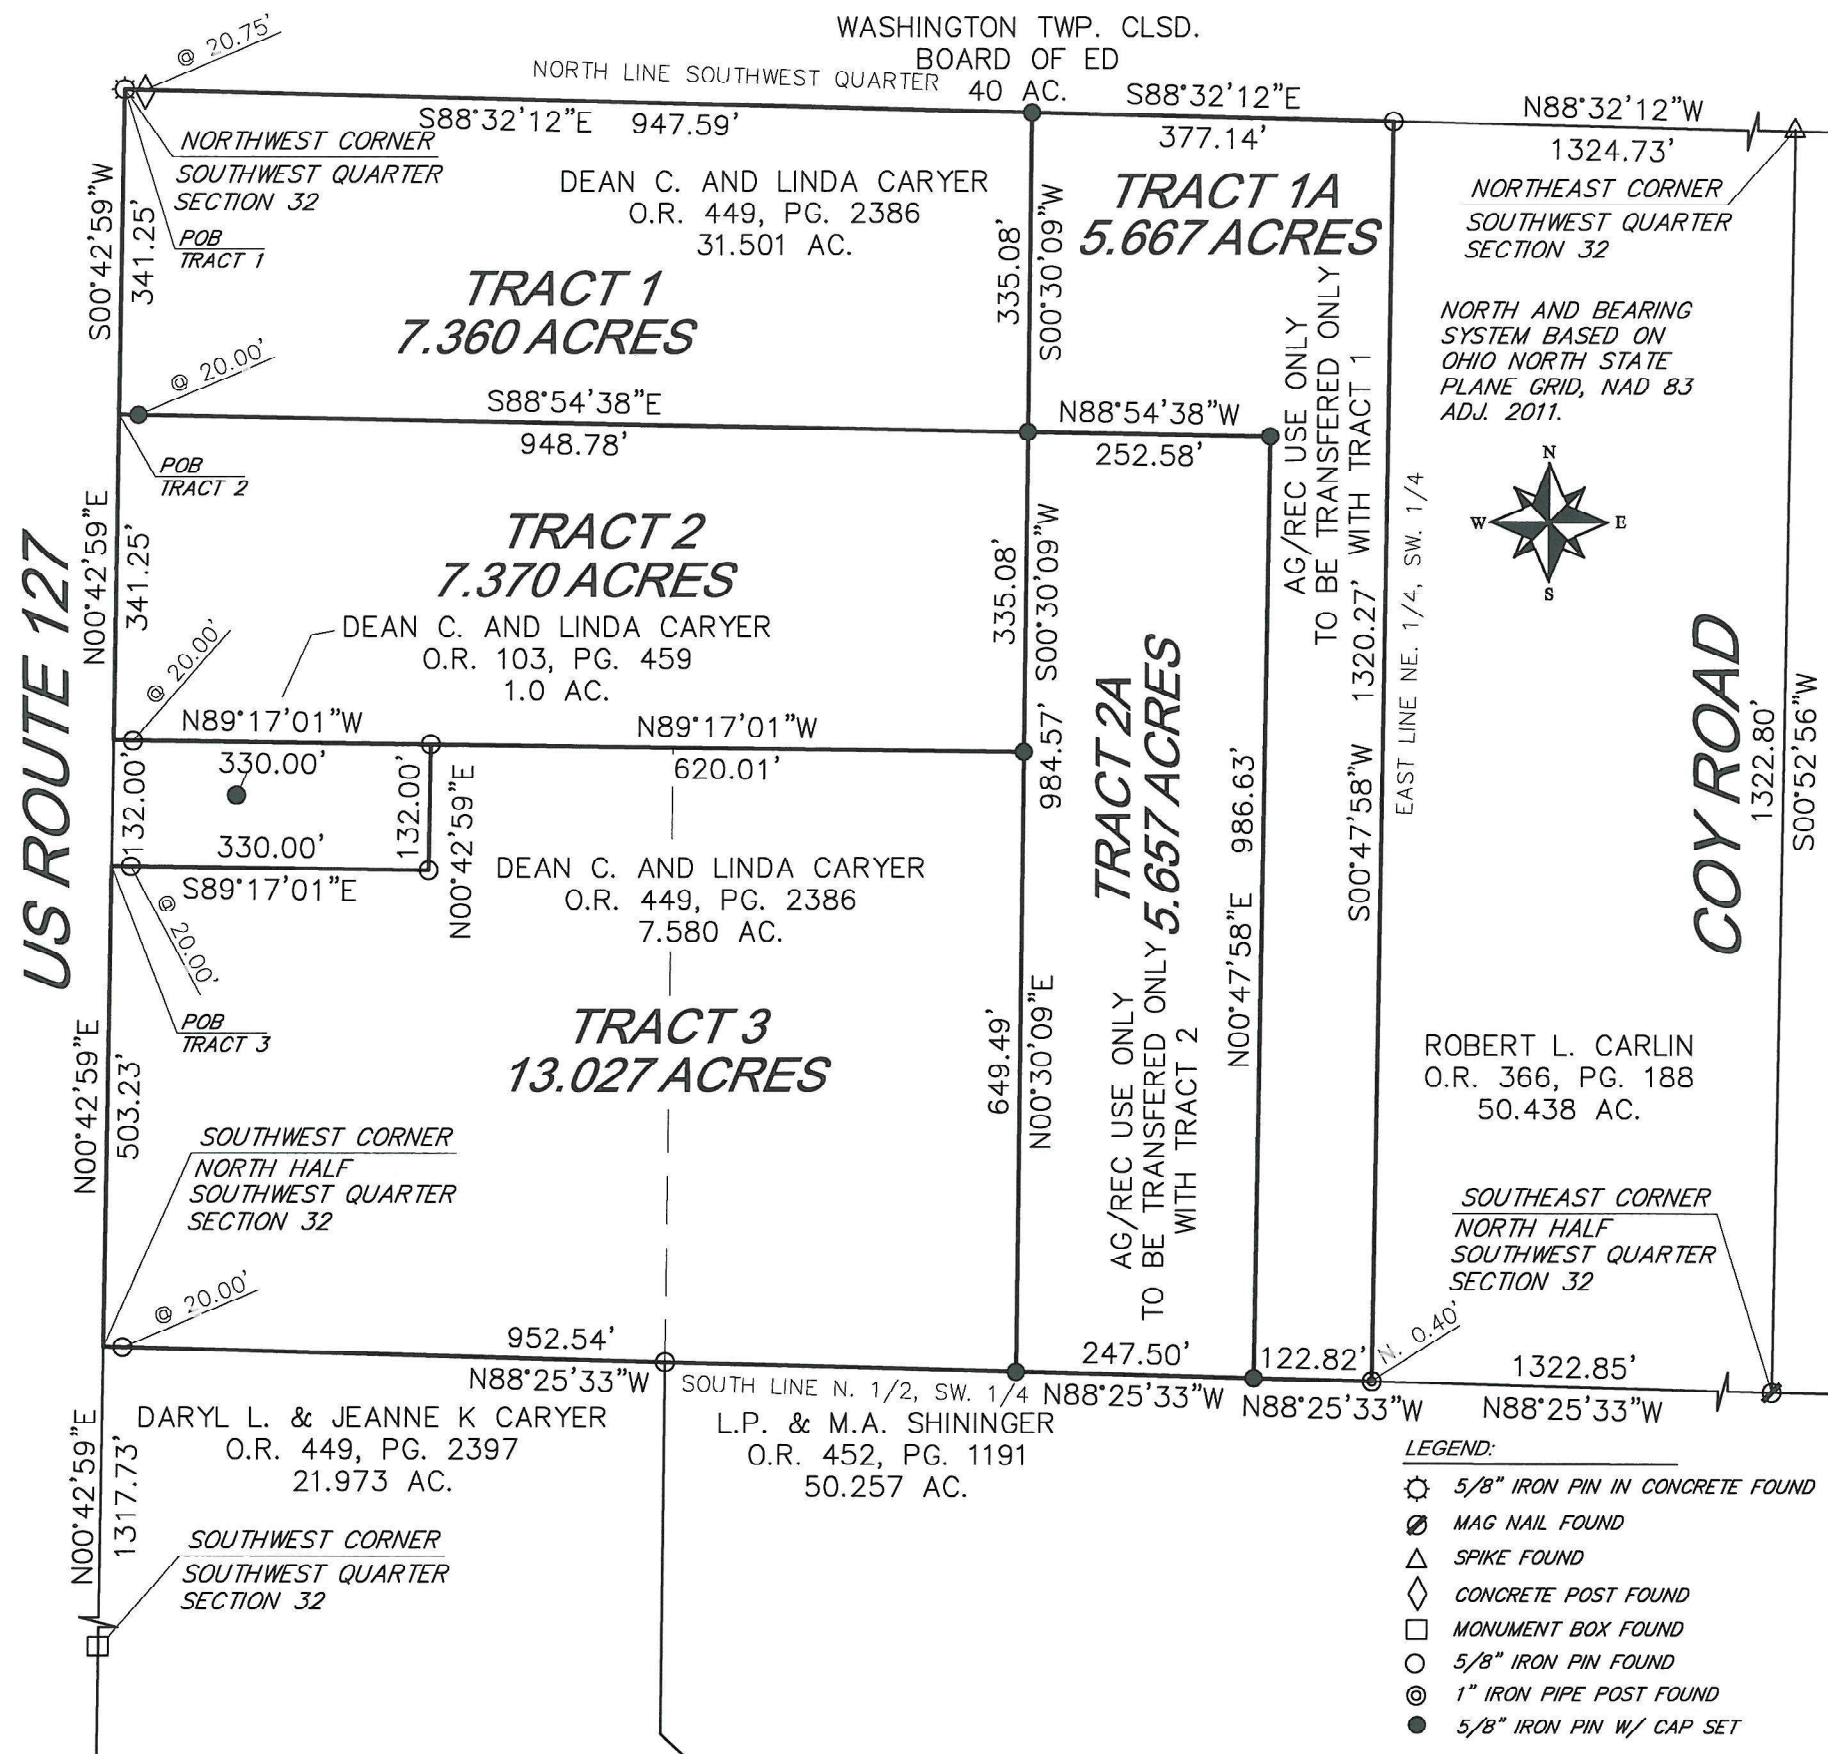 WASHINGTON TWP. CLSD.
BOARD OF ED
40 AC.
@ 20.75'
NORTH LINE SOUTHWEST QUARTER
S88°32'12"E 947.59'
S88°32'12"E
377.14'
N88°32'12"W
1324.73'
NORTHWEST CORNER
SOUTHWEST QUARTER
SECTION 32
POB
TRACT 1
S00°42'59"W
341.25'
DEAN C. AND LINDA CARYER
O.R. 449, PG. 2386
31.501 AC.
TRACT 1
7.360 ACRES
335.08'
S00°30'09"W
TRACT 1A
5.667 ACRES
AG/REC USE ONLY
TO BE TRANSFERED ONLY
WITH TRACT 1
NORTHEAST CORNER
SOUTHWEST QUARTER
SECTION 32
NORTH AND BEARING
SYSTEM BASED ON
OHIO NORTH STATE
PLANE GRID, NAD 83
ADJ. 2011.
N
W
E
S
@ 20.00'
S88°54'38"E
948.78'
N88°54'38"W
252.58'
POB
TRACT 2
N00°42'59"E
341.25'
TRACT 2
7.370 ACRES
DEAN C. AND LINDA CARYER
O.R. 103, PG. 459
1.0 AC.
335.08'
S00°30'09"W
984.57'
US ROUTE 127
@ 20.00'
N89°17'01"W
330.00'
N89°17'01"W
620.01'
132.00'
132.00'
N00°42'59"E
330.00'
S89°17'01"E
@ 20.00'
POB
TRACT 3
DEAN C. AND LINDA CARYER
O.R. 449, PG. 2386
7.580 AC.
TRACT 3
13.027 ACRES
N00°42'59"E
503.23'
649.49'
N00°30'09"E
TRACT 2A
5.657 ACRES
AG/REC USE ONLY
TO BE TRANSFERED ONLY
WITH TRACT 2
N00°47'58"E 986.63'
S00°47'58"W 1320.27'
EAST LINE NE. 1/4, SW. 1/4
COY ROAD
1322.80'
S00°52'56"W
ROBERT L. CARLIN
O.R. 366, PG. 188
50.438 AC.
SOUTHWEST CORNER
NORTH HALF
SOUTHWEST QUARTER
SECTION 32
@ 20.00'
SOUTHEAST CORNER
NORTH HALF
SOUTHWEST QUARTER
SECTION 32
952.54'
N88°25'33"W
SOUTH LINE N. 1/2, SW. 1/4
247.50'
N88°25'33"W
122.82'
N88°25'33"W
N. 0.40'
1322.85'
N88°25'33"W
DARYL L. & JEANNE K CARYER
O.R. 449, PG. 2397
21.973 AC.
L.P. & M.A. SHININGER
O.R. 452, PG. 1191
50.257 AC.
N00°42'59"E
1317.73'
SOUTHWEST CORNER
SOUTHWEST QUARTER
SECTION 32
LEGEND:
5/8" IRON PIN IN CONCRETE FOUND
MAG NAIL FOUND
SPIKE FOUND
CONCRETE POST FOUND
MONUMENT BOX FOUND
5/8" IRON PIN FOUND
1" IRON PIPE POST FOUND
5/8" IRON PIN W/ CAP SET